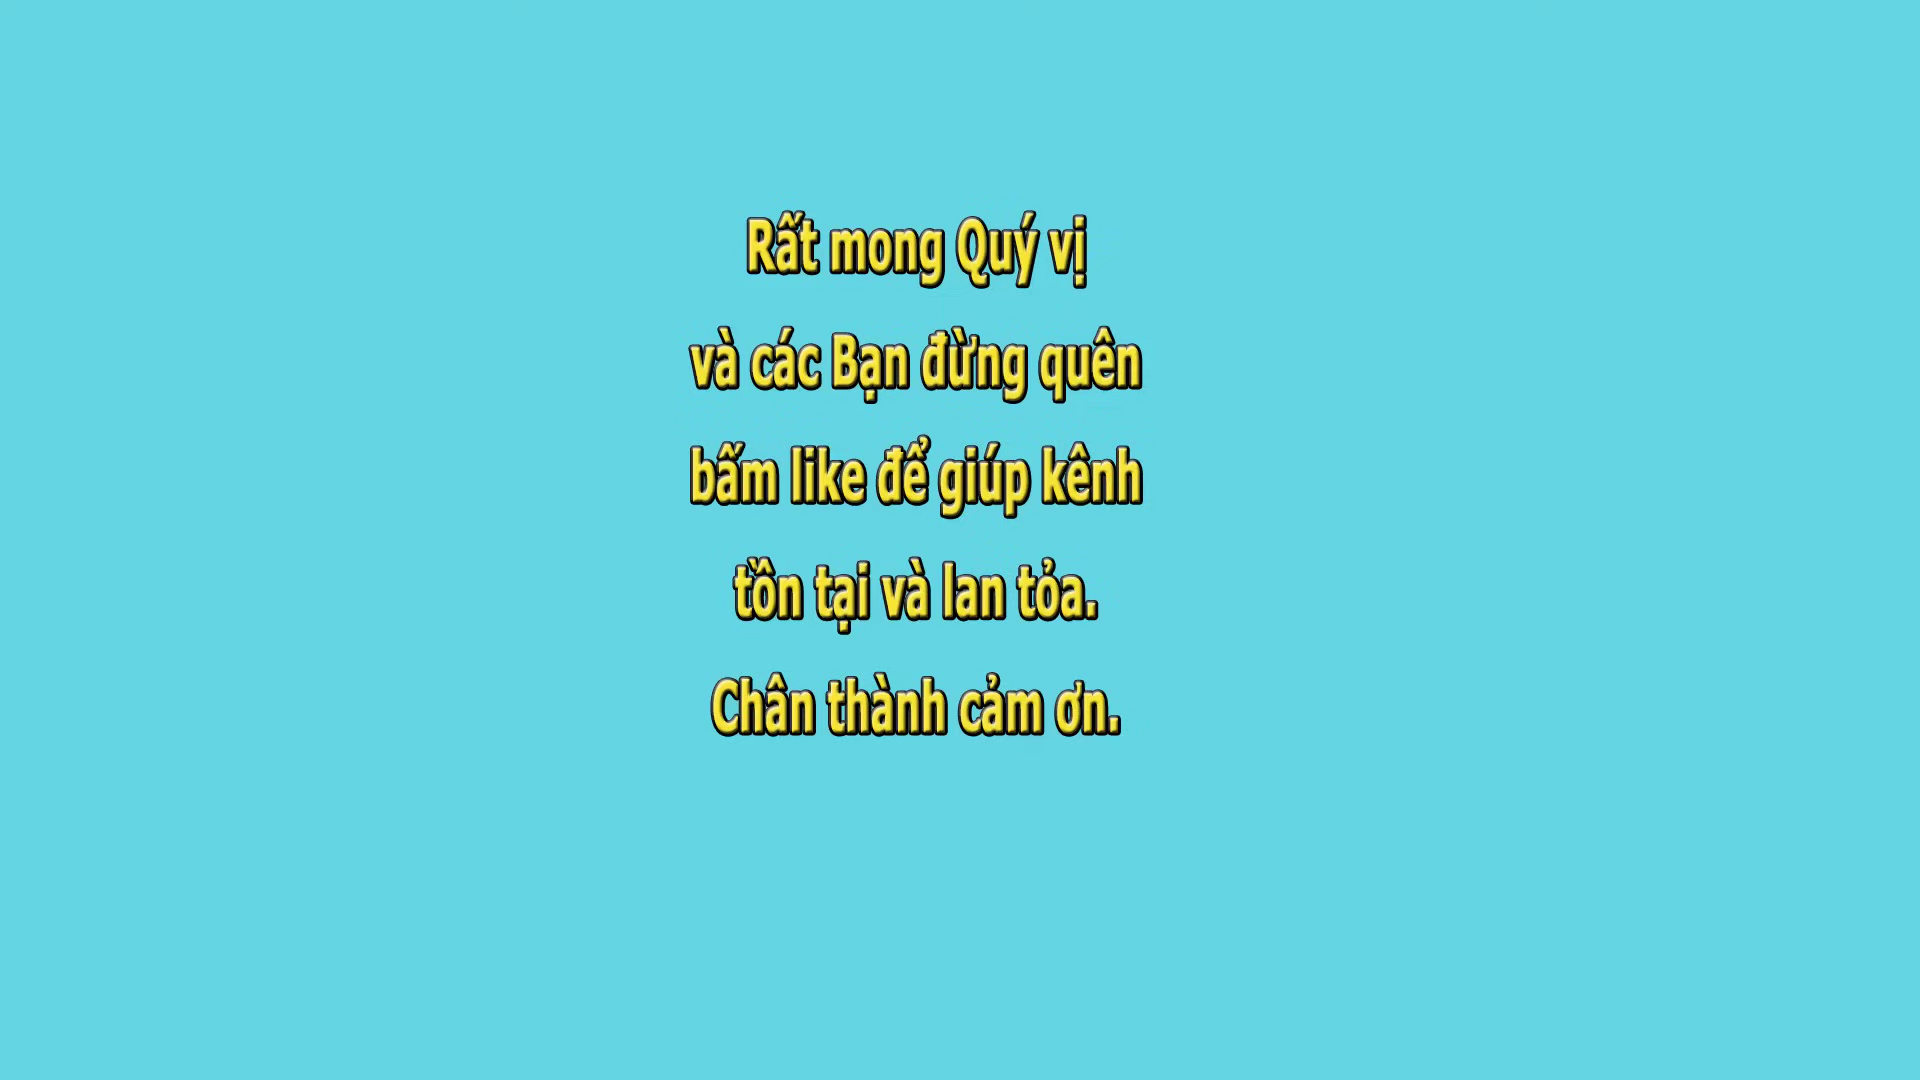 Rất mong Quý vị
và các Bạn đừng quên
bấm like để giúp kênh
tồn tại và lan tỏa.
Chân thành cảm ơn.